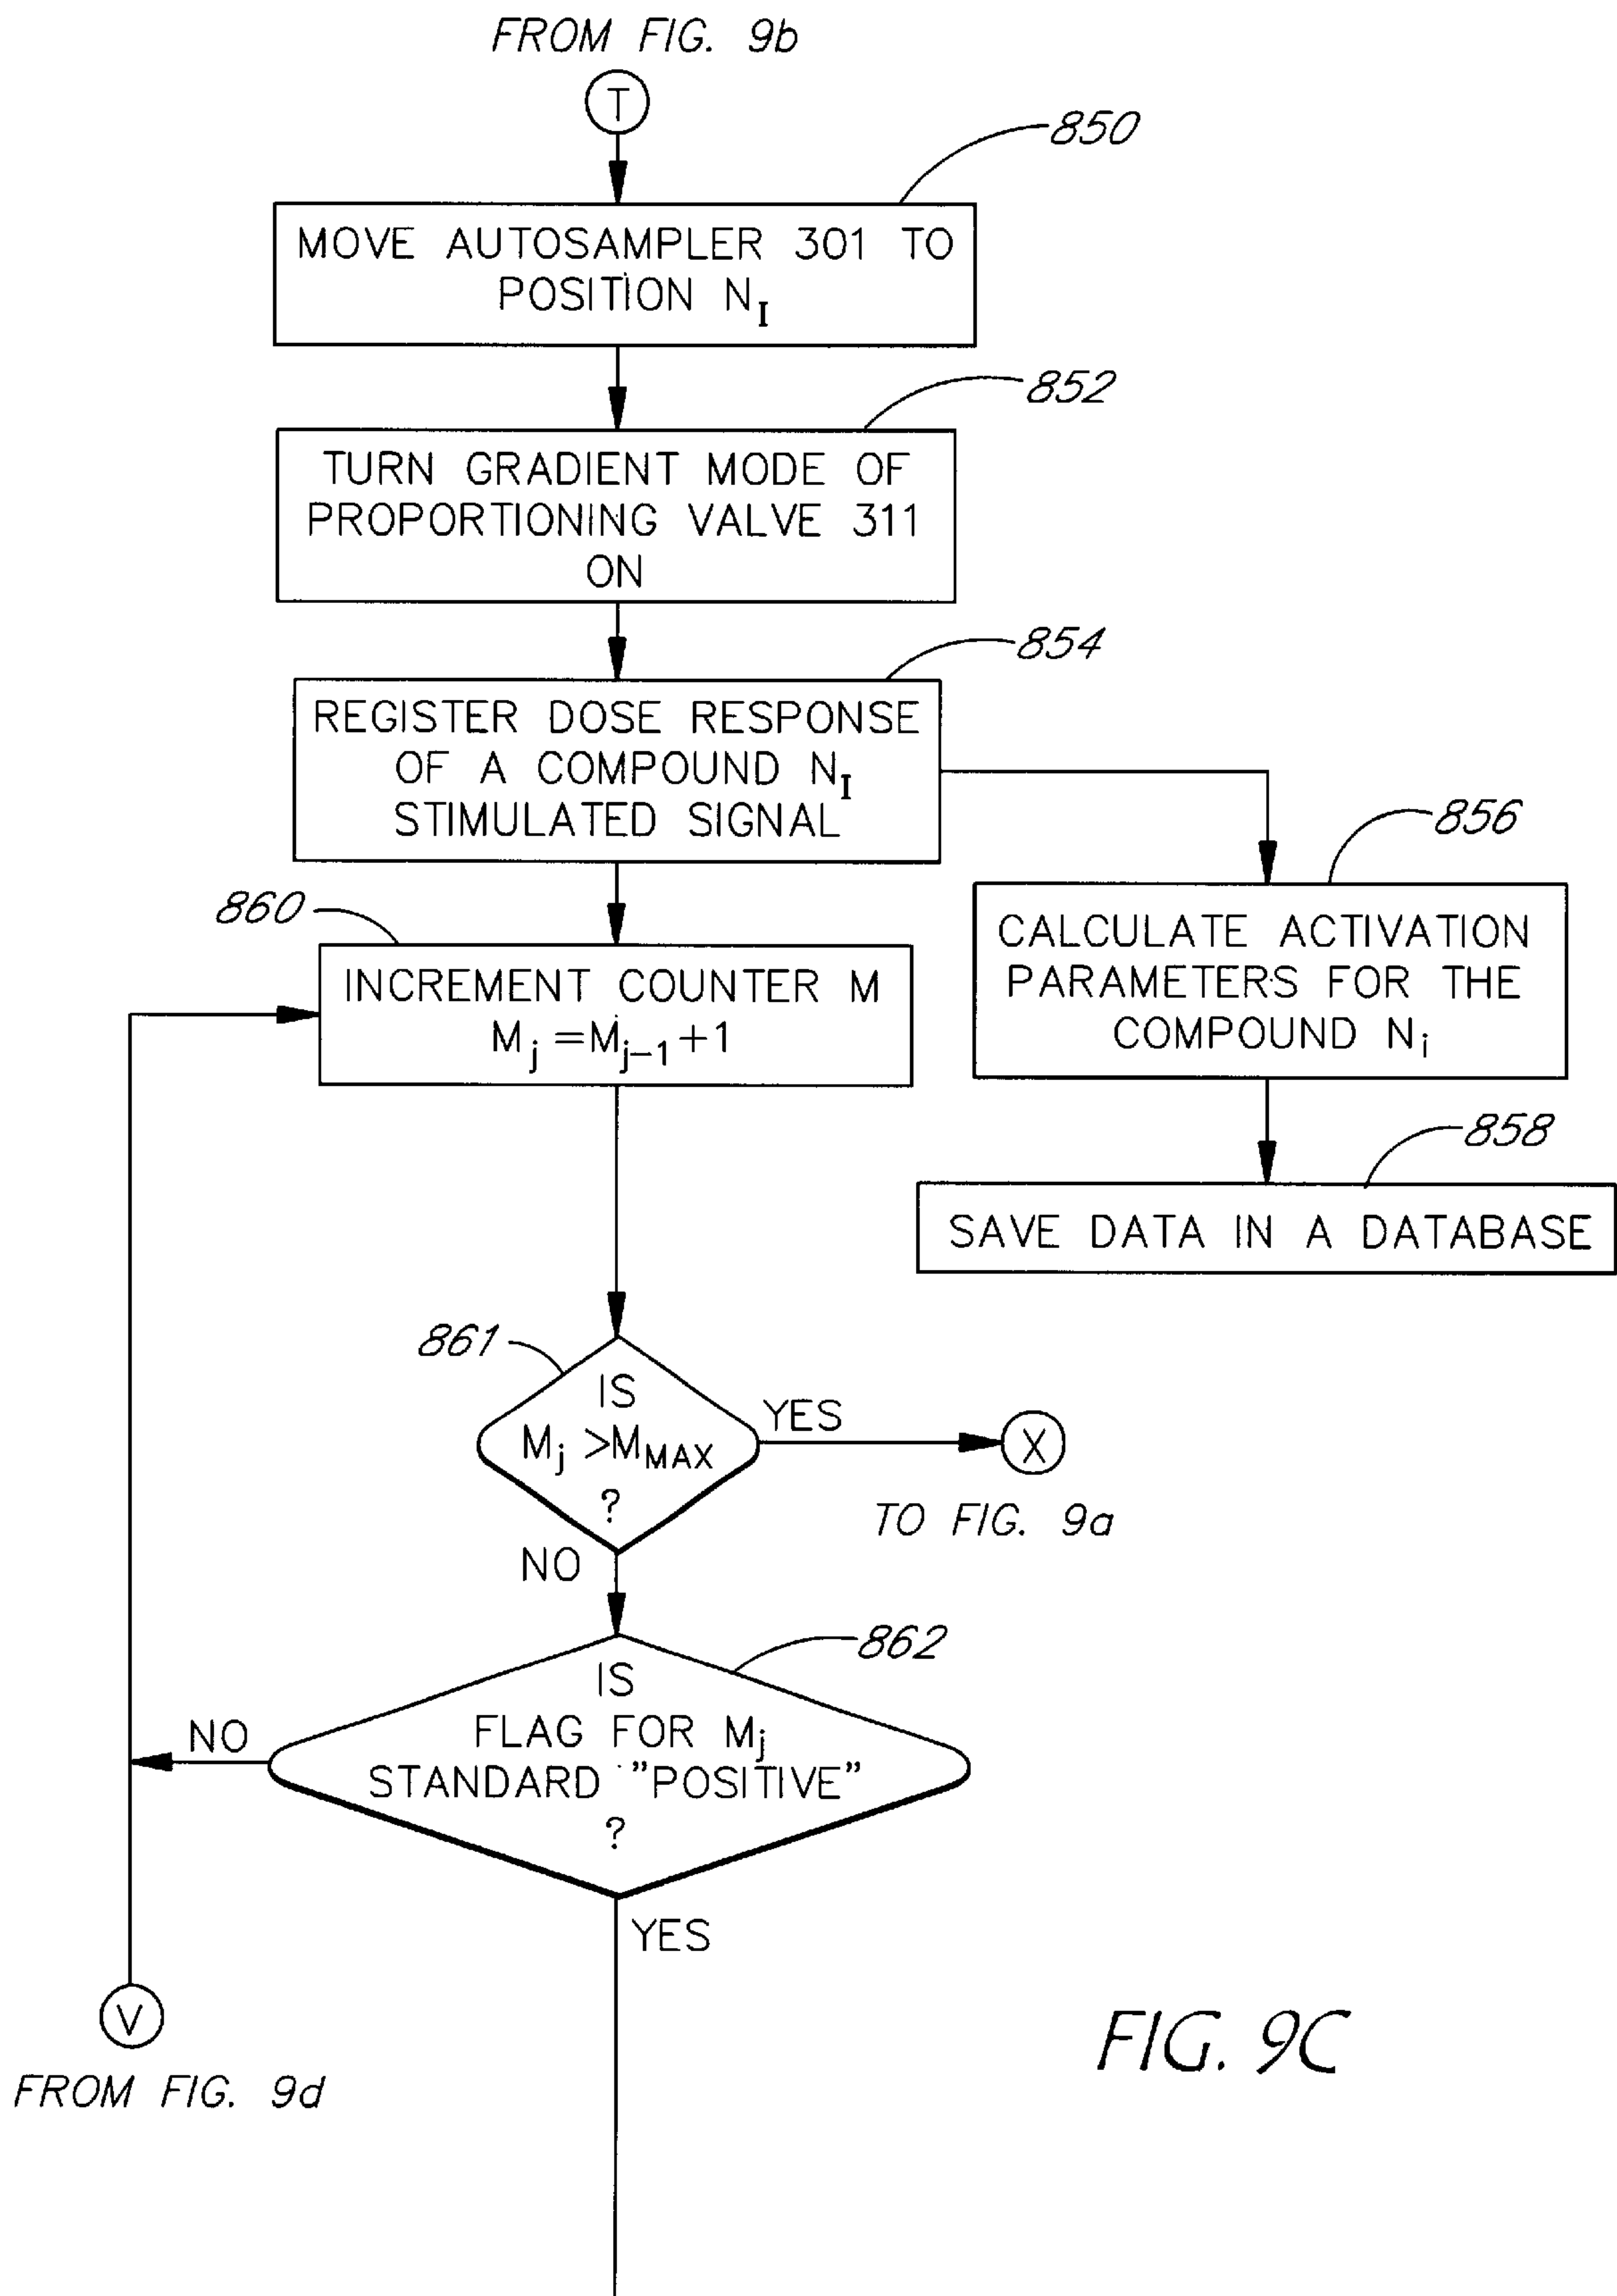 FROM FIG. 9b
T
850
MOVE AUTOSAMPLER 301 TO
POSITION N_I
852
TURN GRADIENT MODE OF
PROPORTIONING VALVE 311
ON
854
REGISTER DOSE RESPONSE
OF A COMPOUND N_I
STIMULATED SIGNAL
856
CALCULATE ACTIVATION
PARAMETERS FOR THE
COMPOUND N_i
858
SAVE DATA IN A DATABASE
860
INCREMENT COUNTER M
M_j = M_{j-1} + 1
861
IS
M_j > M_MAX
?
YES
X
TO FIG. 9a
NO
862
IS
FLAG FOR M_j
STANDARD "POSITIVE"
?
NO
YES
V
FROM FIG. 9d
FIG. 9C